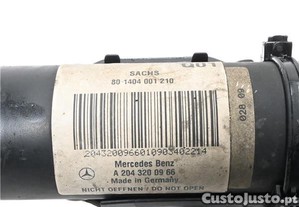 SACHS
80 1404 001 210
2043200966010903402214
Mercedes Benz
A 204 320 09 66
Made in Germany
NICHT OEFFNEN / DO NOT OPEN
028 09
CustoJusto.pt